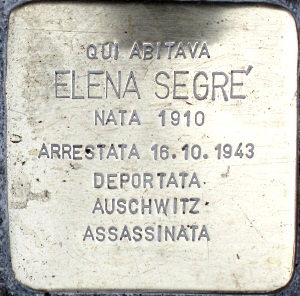 QUI ABITAVA
ELENA SEGRE´
NATA 1910
ARRESTATA 16.10.1943
DEPORTATA
AUSCHWITZ
ASSASSINATA